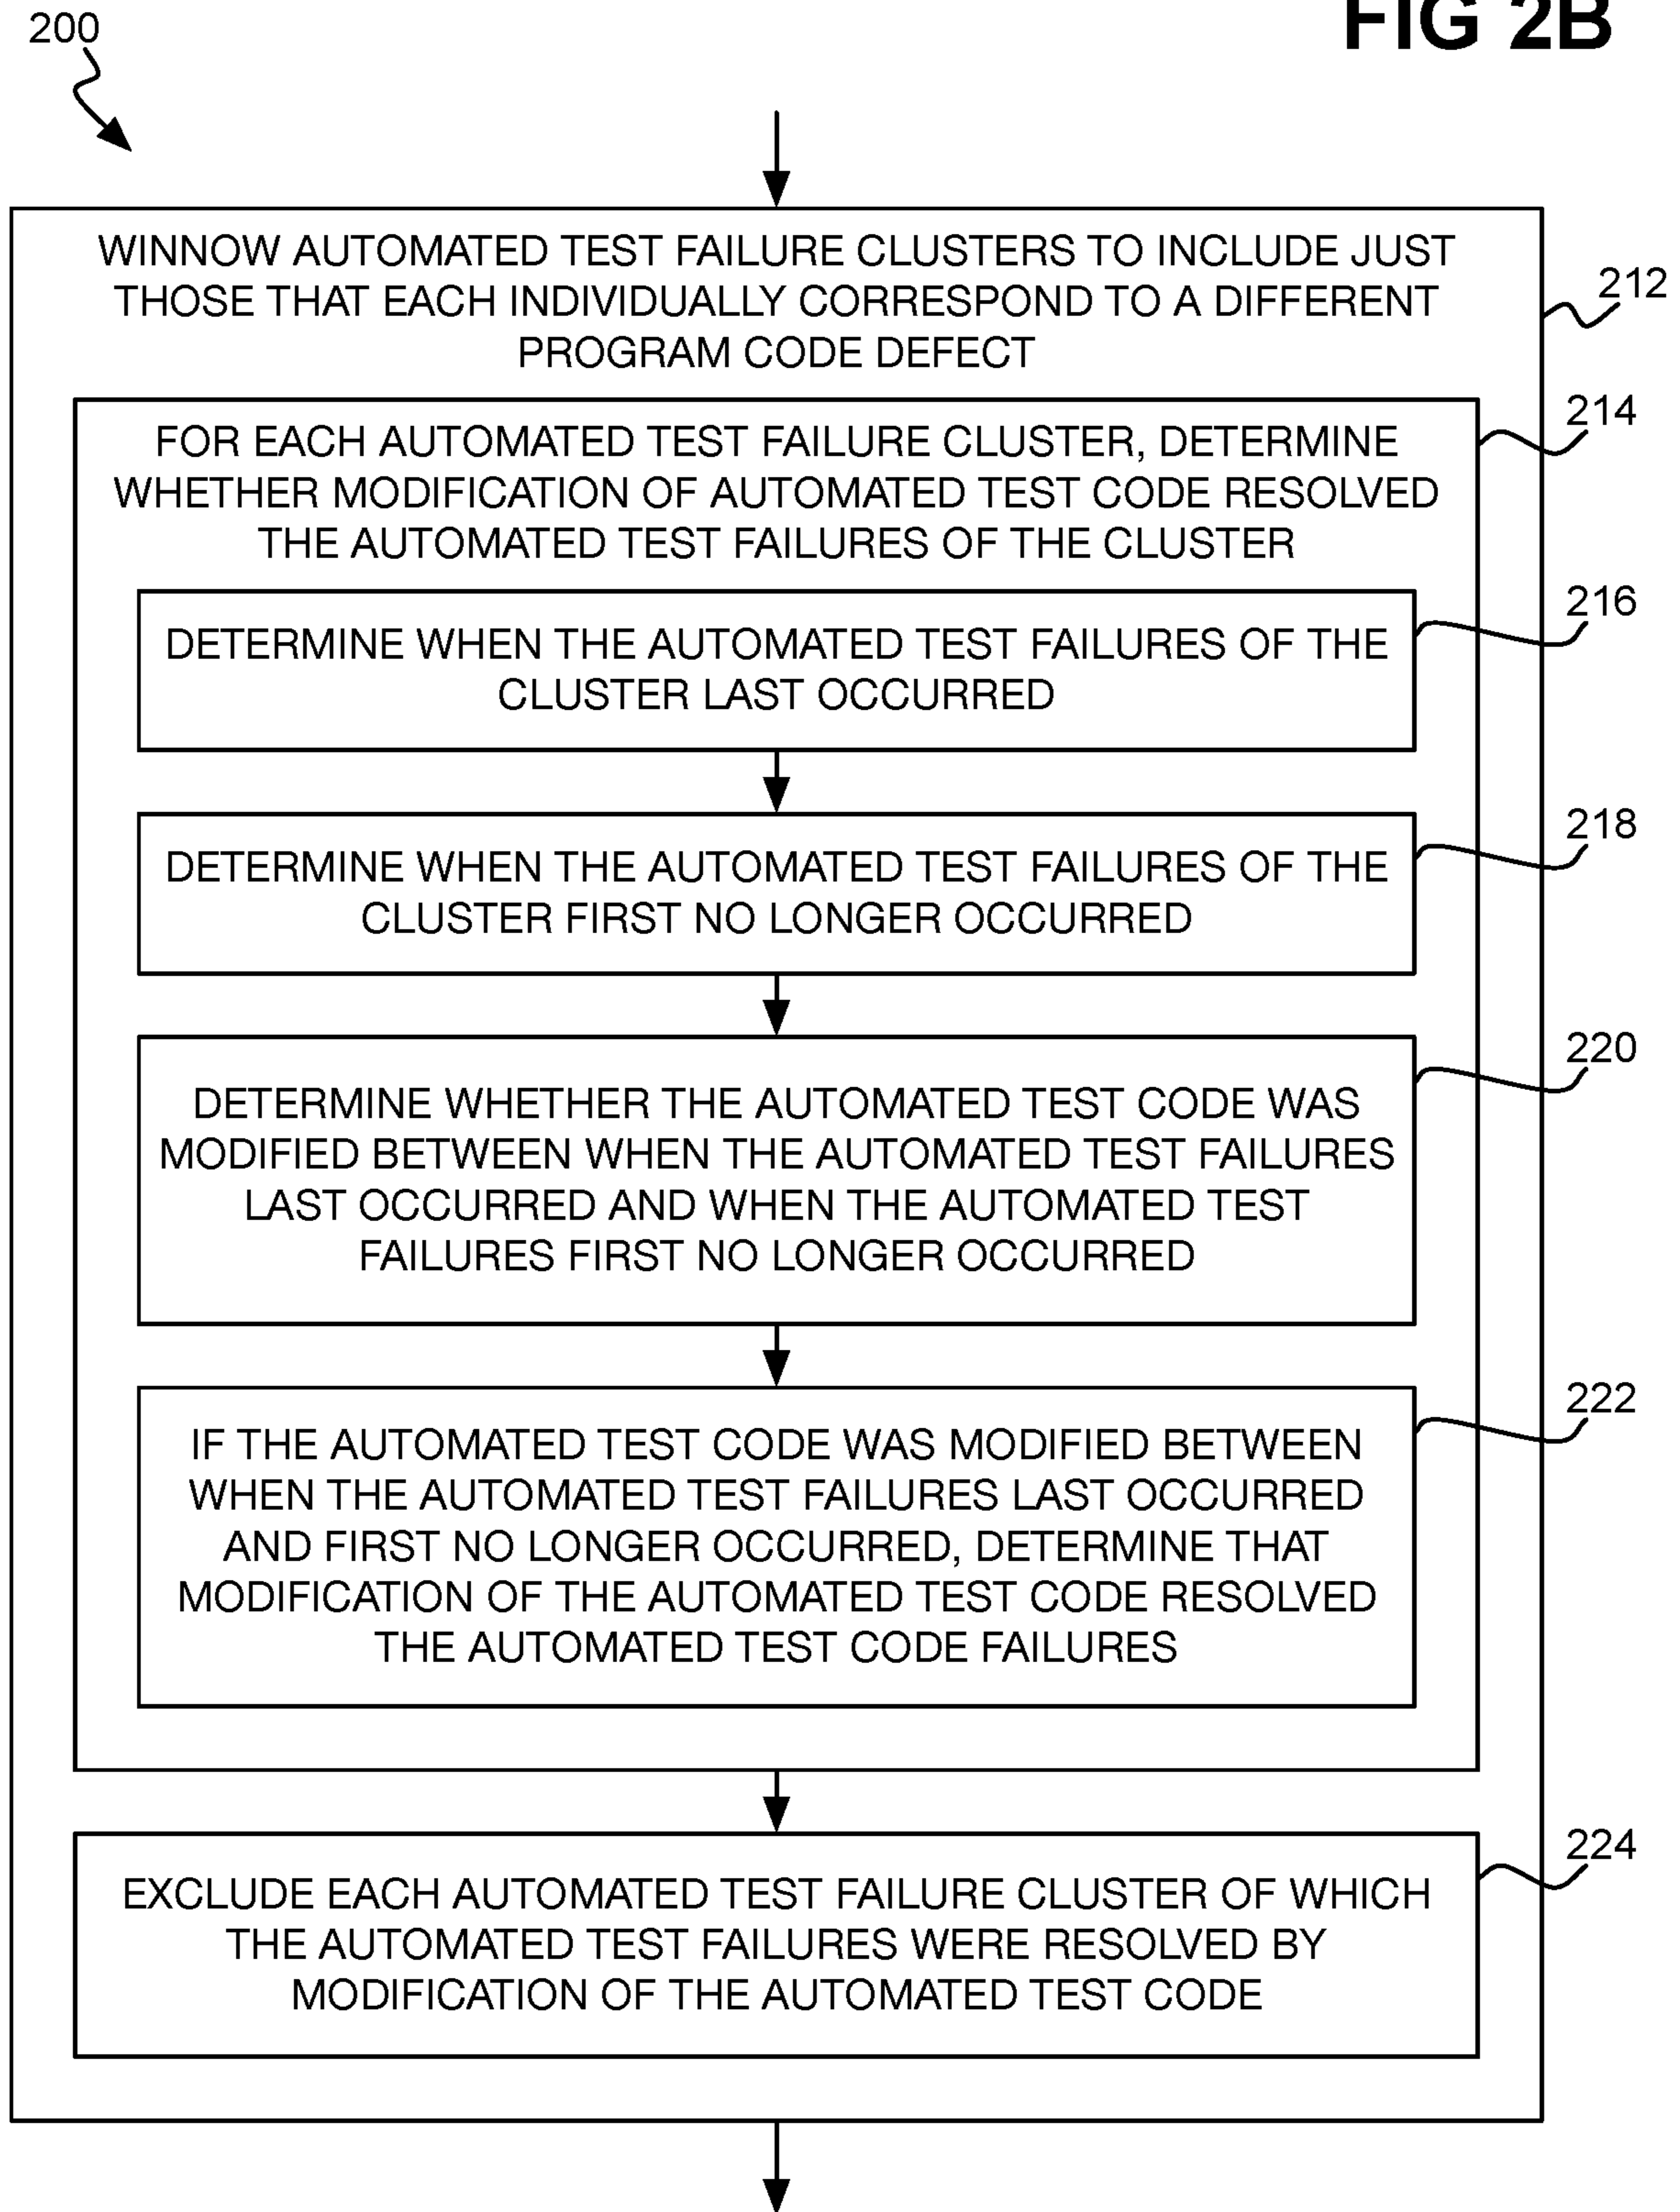 FIG 2B
200
WINNOW AUTOMATED TEST FAILURE CLUSTERS TO INCLUDE JUST
THOSE THAT EACH INDIVIDUALLY CORRESPOND TO A DIFFERENT
PROGRAM CODE DEFECT
212
FOR EACH AUTOMATED TEST FAILURE CLUSTER, DETERMINE
WHETHER MODIFICATION OF AUTOMATED TEST CODE RESOLVED
THE AUTOMATED TEST FAILURES OF THE CLUSTER
214
DETERMINE WHEN THE AUTOMATED TEST FAILURES OF THE
CLUSTER LAST OCCURRED
216
DETERMINE WHEN THE AUTOMATED TEST FAILURES OF THE
CLUSTER FIRST NO LONGER OCCURRED
218
DETERMINE WHETHER THE AUTOMATED TEST CODE WAS
MODIFIED BETWEEN WHEN THE AUTOMATED TEST FAILURES
LAST OCCURRED AND WHEN THE AUTOMATED TEST
FAILURES FIRST NO LONGER OCCURRED
220
IF THE AUTOMATED TEST CODE WAS MODIFIED BETWEEN
WHEN THE AUTOMATED TEST FAILURES LAST OCCURRED
AND FIRST NO LONGER OCCURRED, DETERMINE THAT
MODIFICATION OF THE AUTOMATED TEST CODE RESOLVED
THE AUTOMATED TEST CODE FAILURES
222
EXCLUDE EACH AUTOMATED TEST FAILURE CLUSTER OF WHICH
THE AUTOMATED TEST FAILURES WERE RESOLVED BY
MODIFICATION OF THE AUTOMATED TEST CODE
224